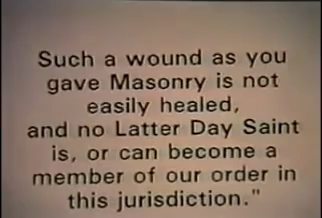 Such a wound as you
gave Masonry is not
easily healed,
and no Latter Day Saint
is, or can become a
member of our order in
this jurisdiction."